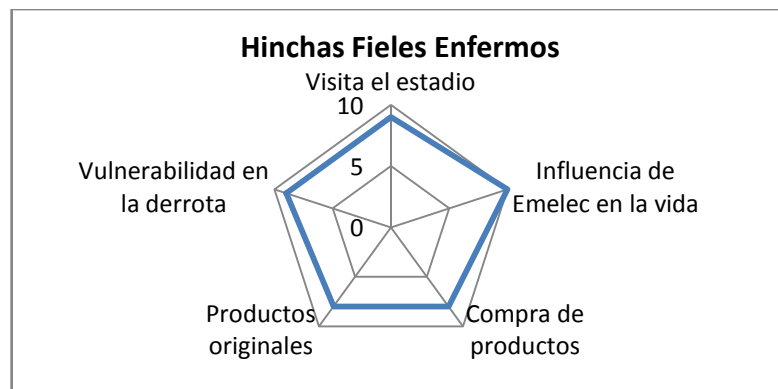 Hinchas Fieles Enfermos
Visita el estadio
10
5
0
Influencia de
Emelec en la vida
Compra de
productos
Productos
originales
Vulnerabilidad en
la derrota